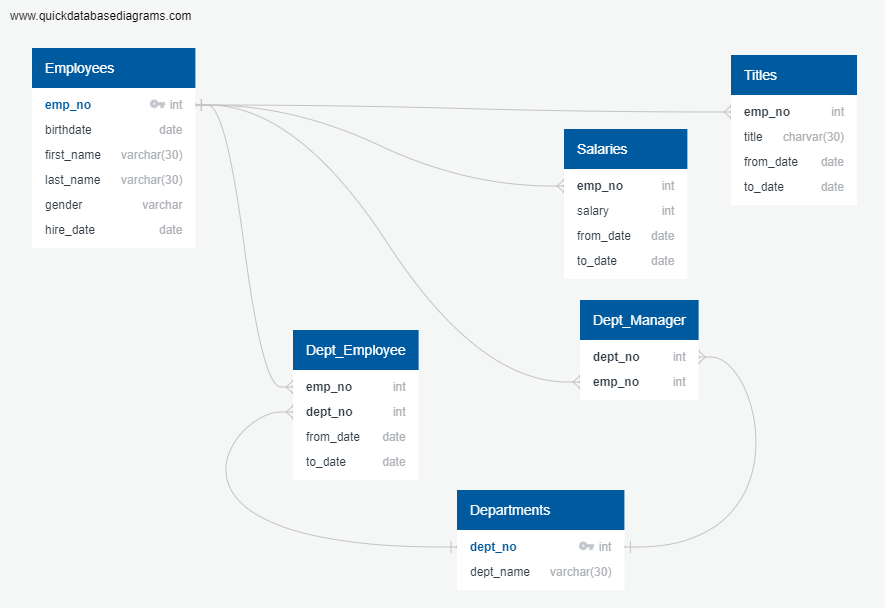 www.quickdatabasediagrams.com
Employees
emp_no int
birthdate date
first_name varchar(30)
last_name varchar(30)
gender varchar
hire_date date
Titles
emp_no int
title charvar(30)
from_date date
to_date date
Salaries
emp_no int
salary int
from_date date
to_date date
Dept_Manager
dept_no int
emp_no int
Dept_Employee
emp_no int
dept_no int
from_date date
to_date date
Departments
dept_no int
dept_name varchar(30)